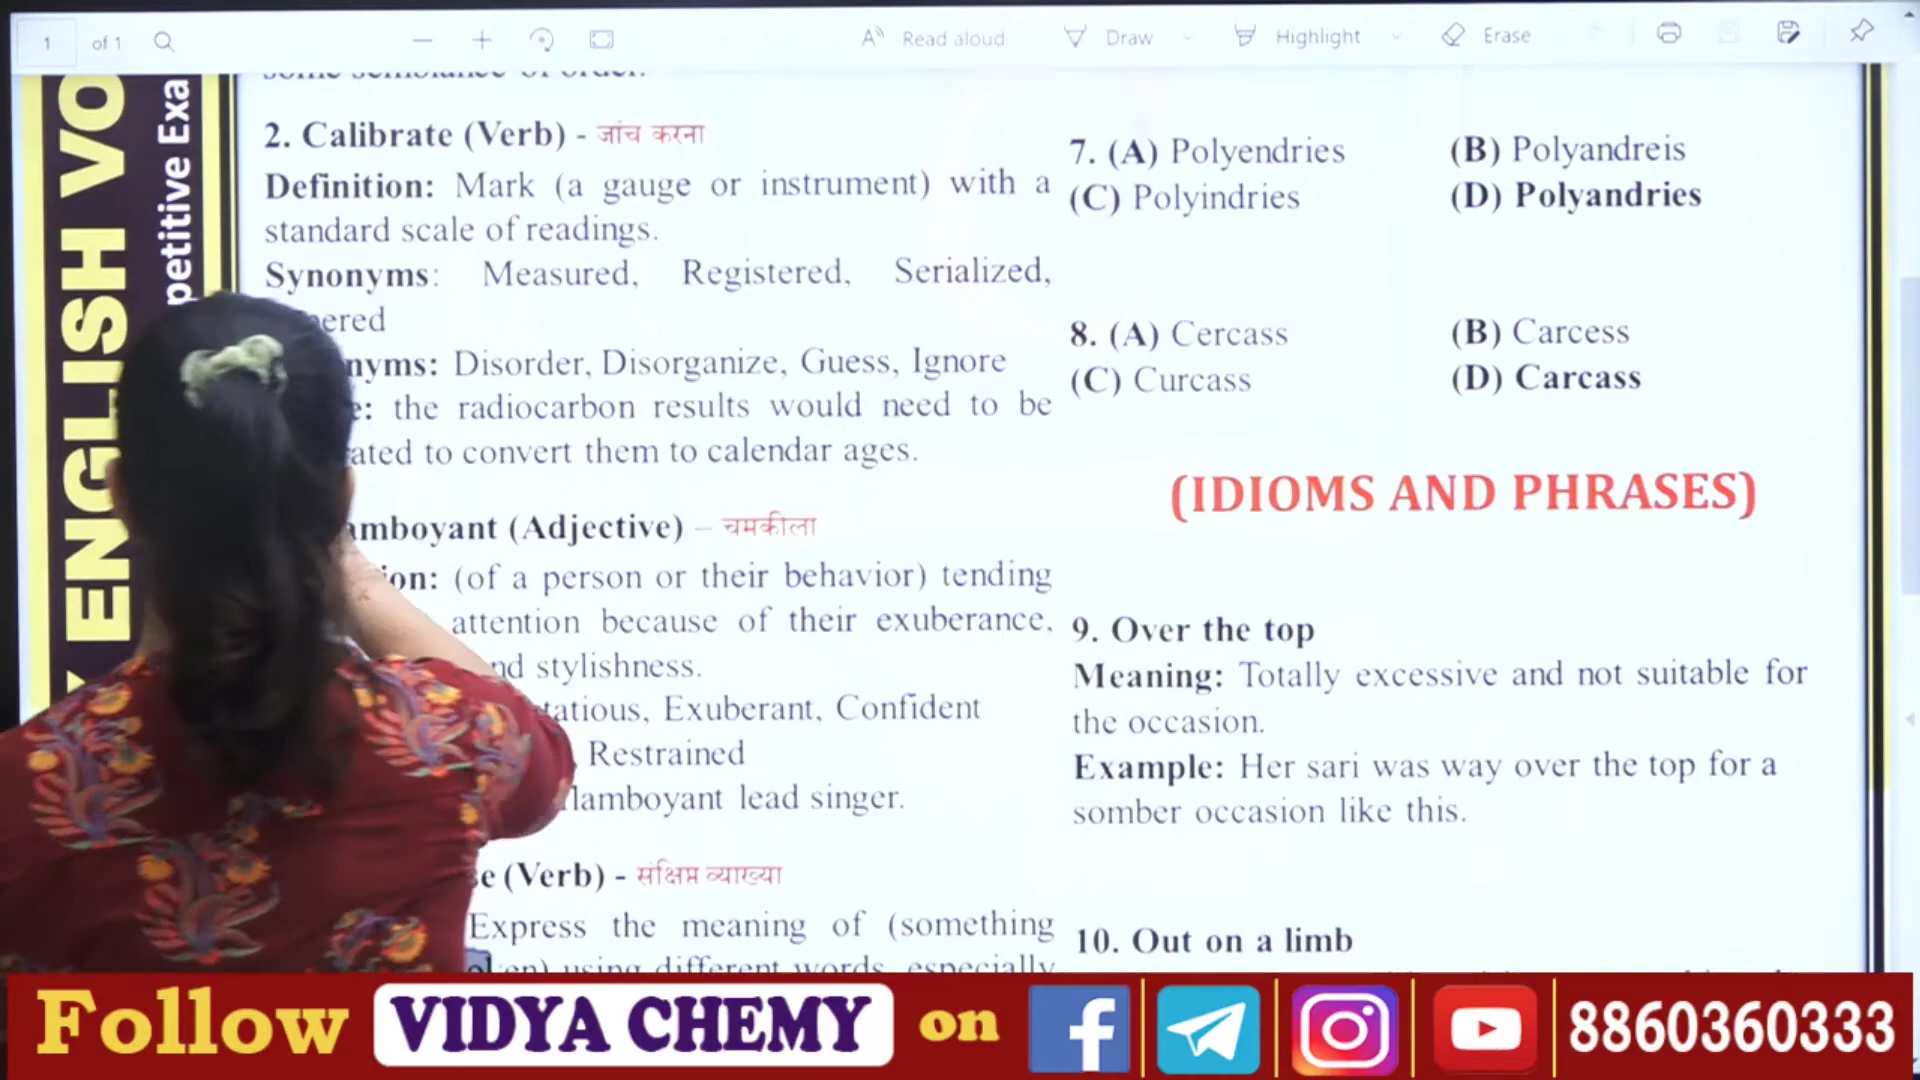 1 of 1
Read aloud
Draw
Highlight
Erase
ENGLISH VO
petitive Exa
2. Calibrate (Verb) - जांच करना
Definition: Mark (a gauge or instrument) with a
standard scale of readings.
Synonyms: Measured, Registered, Serialized,
ered
nyms: Disorder, Disorganize, Guess, Ignore
e: the radiocarbon results would need to be
ated to convert them to calendar ages.
amboyant (Adjective) – चमकीला
ion: (of a person or their behavior) tending
attention because of their exuberance,
nd stylishness.
tatious, Exuberant, Confident
Restrained
lamboyant lead singer.
se (Verb) - संक्षिप्त व्याख्या
Express the meaning of (something
using different words, especially
7. (A) Polyendries (B) Polyandreis
(C) Polyindries (D) Polyandries
8. (A) Cercass (B) Carcess
(C) Curcass (D) Carcass
(IDIOMS AND PHRASES)
9. Over the top
Meaning: Totally excessive and not suitable for
the occasion.
Example: Her sari was way over the top for a
somber occasion like this.
10. Out on a limb
Follow VIDYA CHEMY on 8860360333